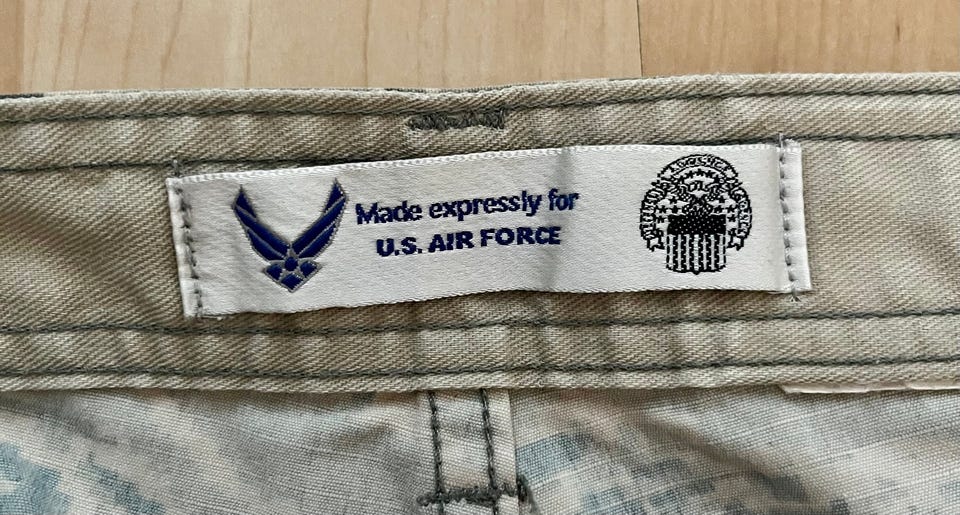 Made expressly for
U.S. AIR FORCE